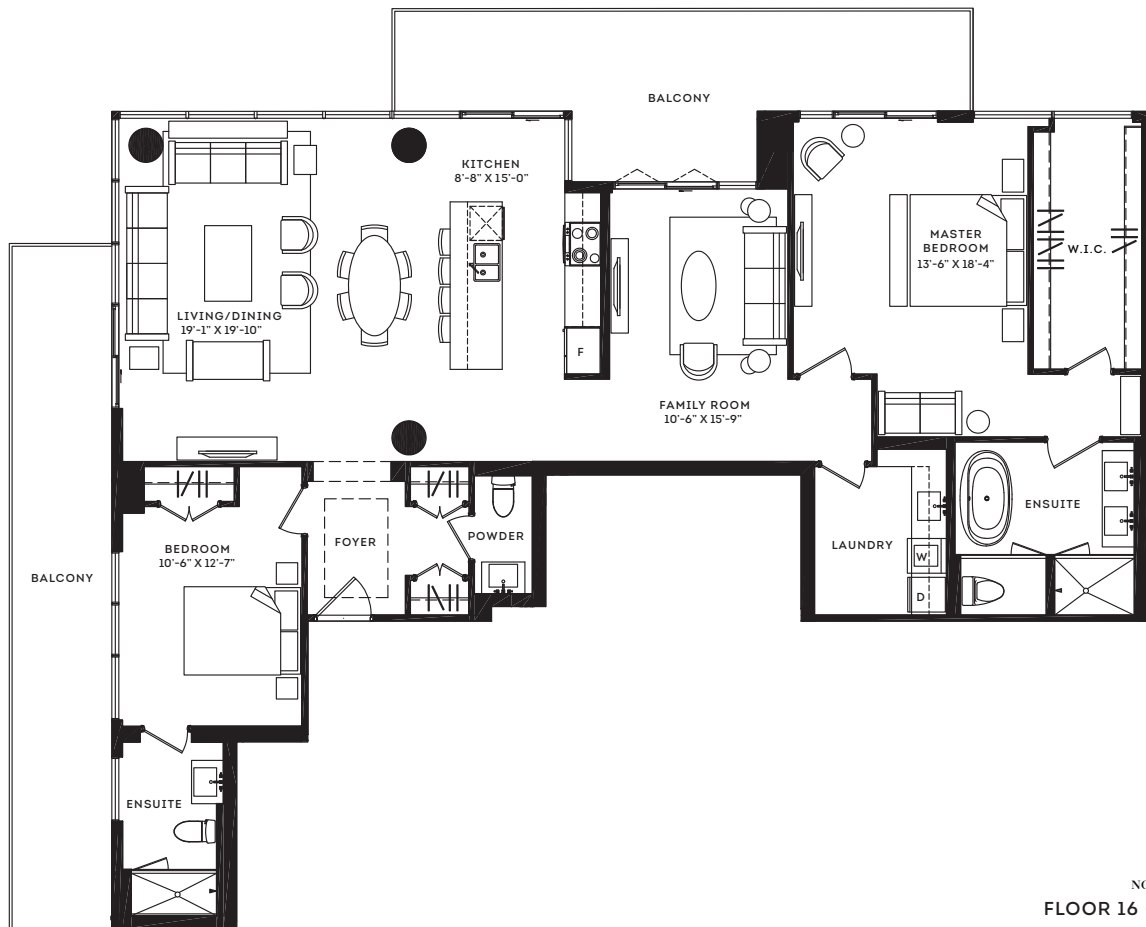 BALCONY
KITCHEN
8'-8" X 15'-0"
MASTER
BEDROOM
13'-6" X 18'-4"
W.I.C.
LIVING/DINING
19'-1" X 19'-10"
F
FAMILY ROOM
10'-6" X 15'-9"
ENSUITE
BEDROOM
10'-6" X 12'-7"
FOYER
POWDER
LAUNDRY
W
D
BALCONY
ENSUITE
NO
FLOOR 16